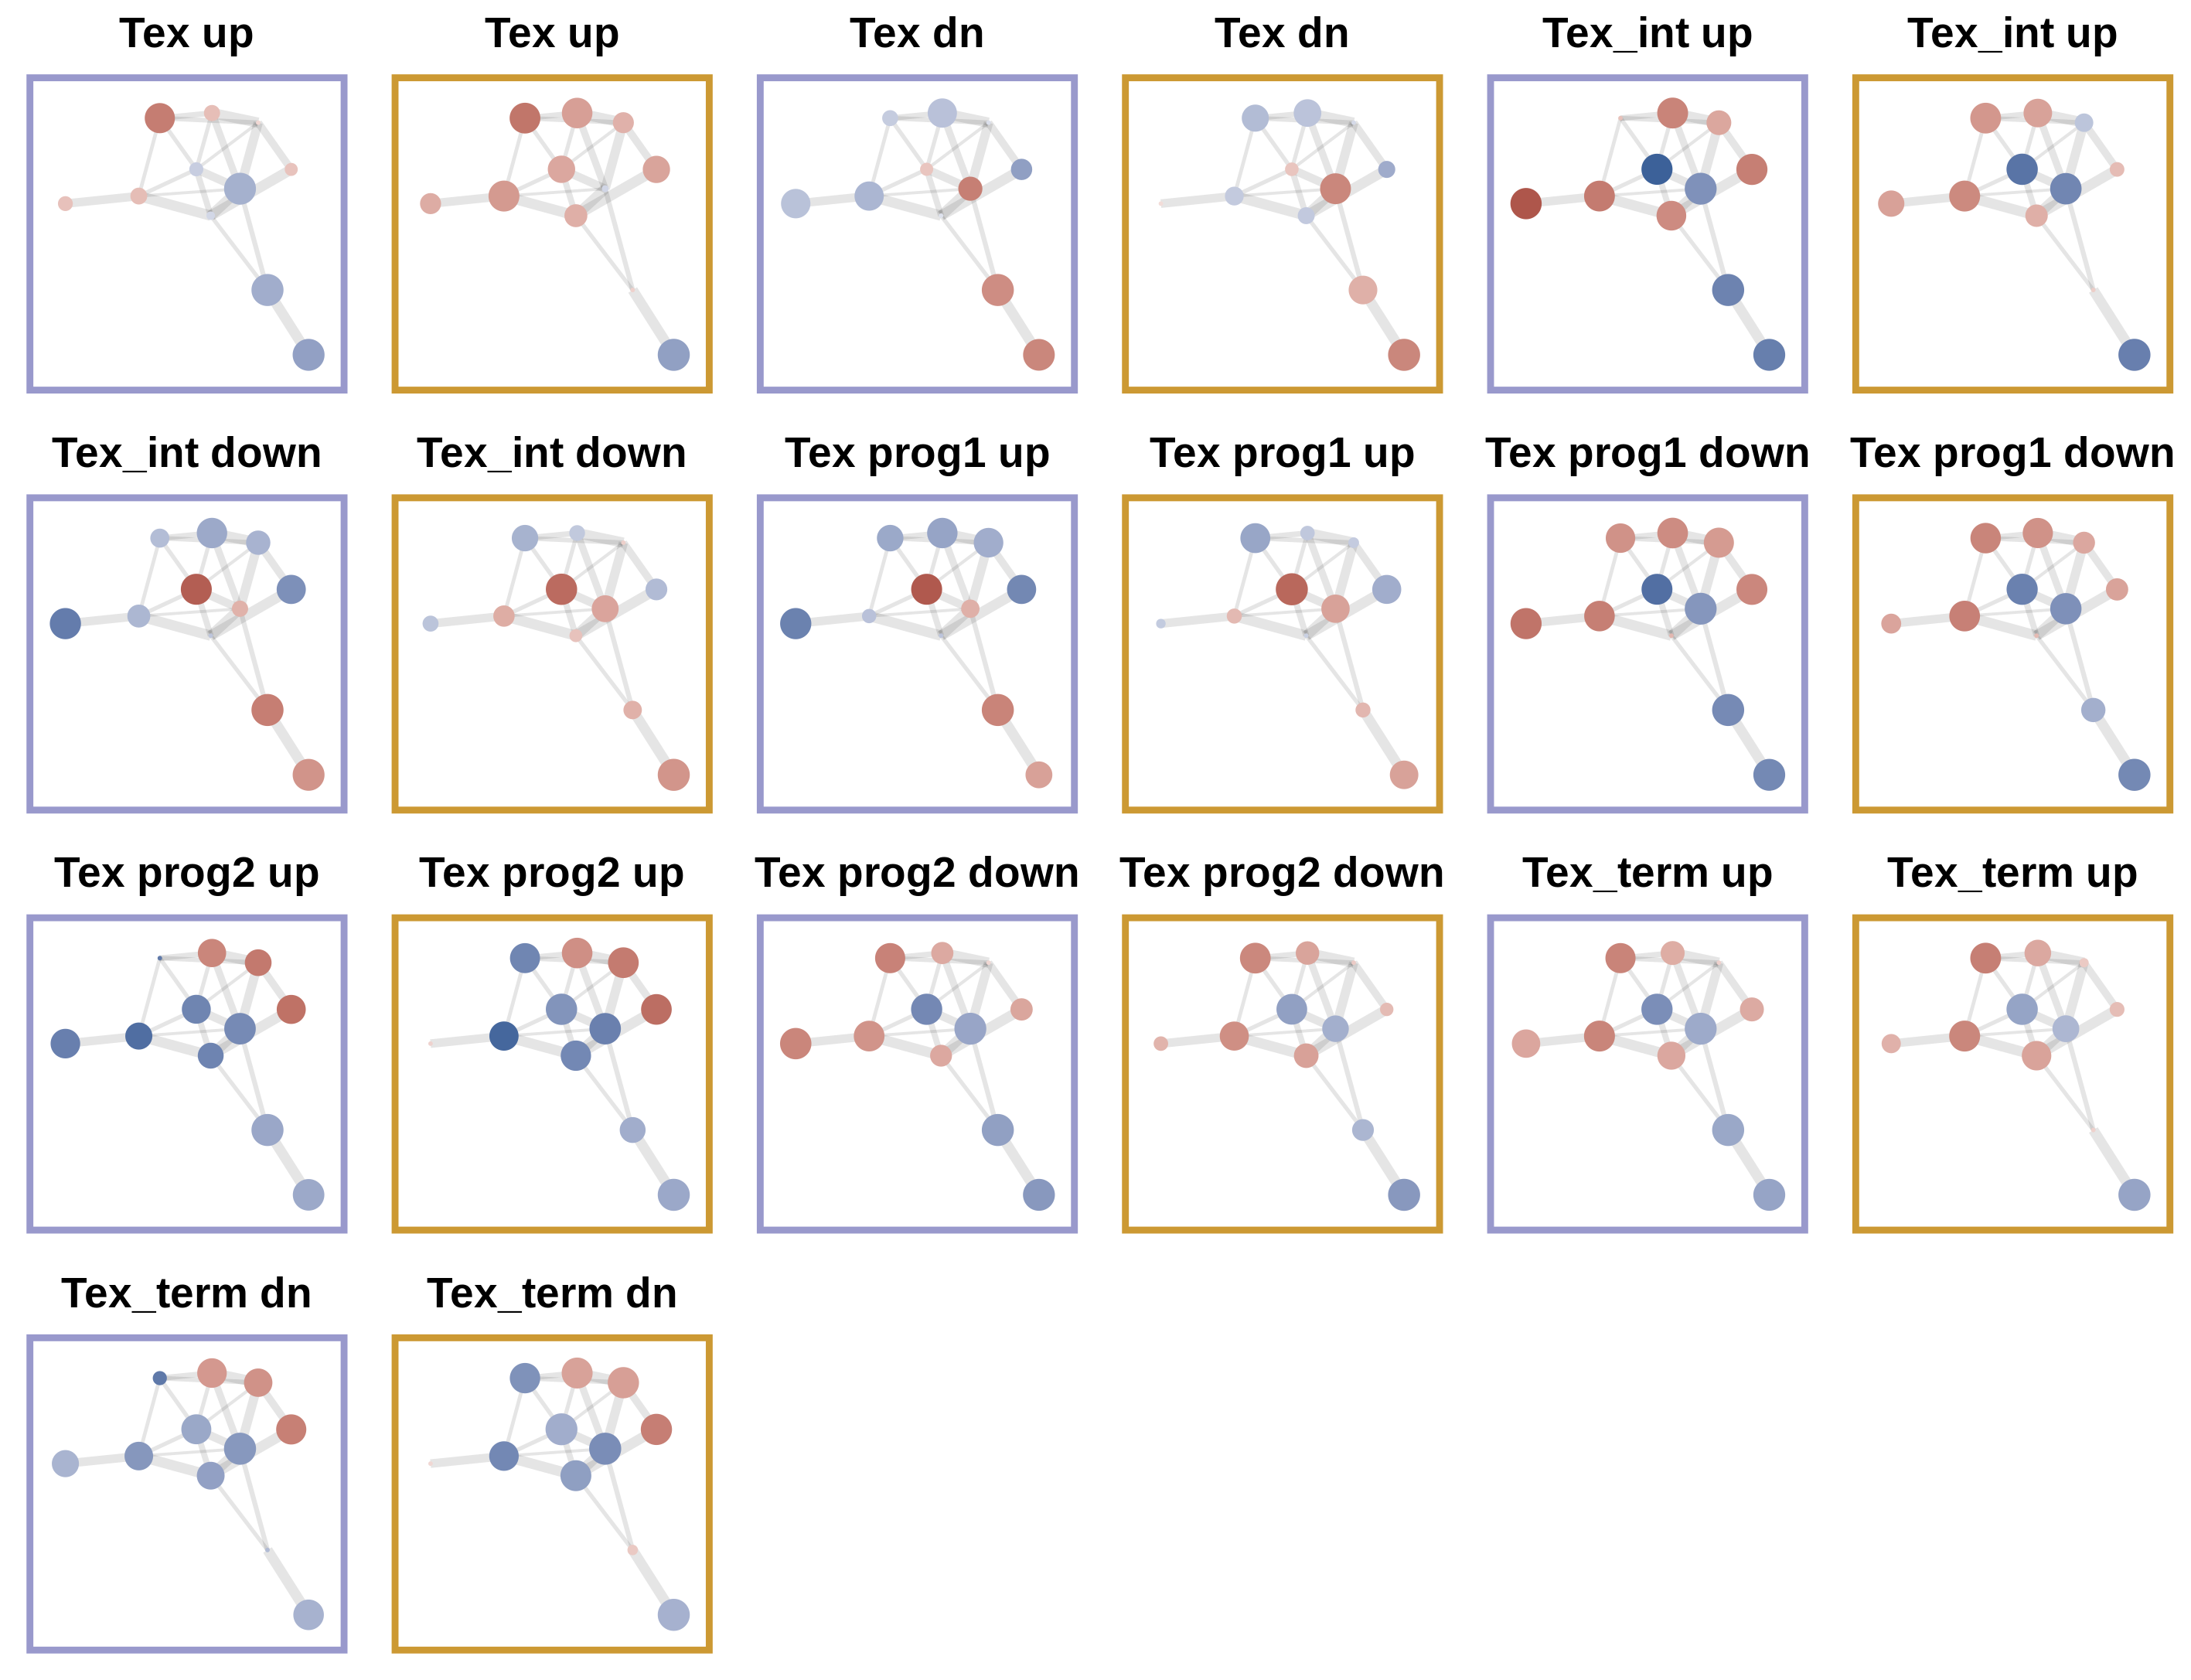 Tex up
Tex up
Tex dn
Tex dn
Tex_int up
Tex_int up
Tex_int down
Tex_int down
Tex prog1 up
Tex prog1 up
Tex prog1 down
Tex prog1 down
Tex prog2 up
Tex prog2 up
Tex prog2 down
Tex prog2 down
Tex_term up
Tex_term up
Tex_term dn
Tex_term dn